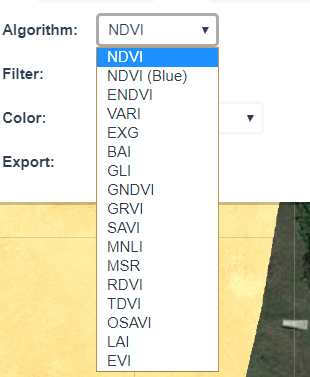 Algorithm: NDVI
NDVI
Filter:
NDVI (Blue)
ENDVI
Color:
VARI
EXG
BAI
Export:
GLI
GNDVI
GRVI
SAVI
MNLI
MSR
RDVI
TDVI
OSAVI
LAI
EVI